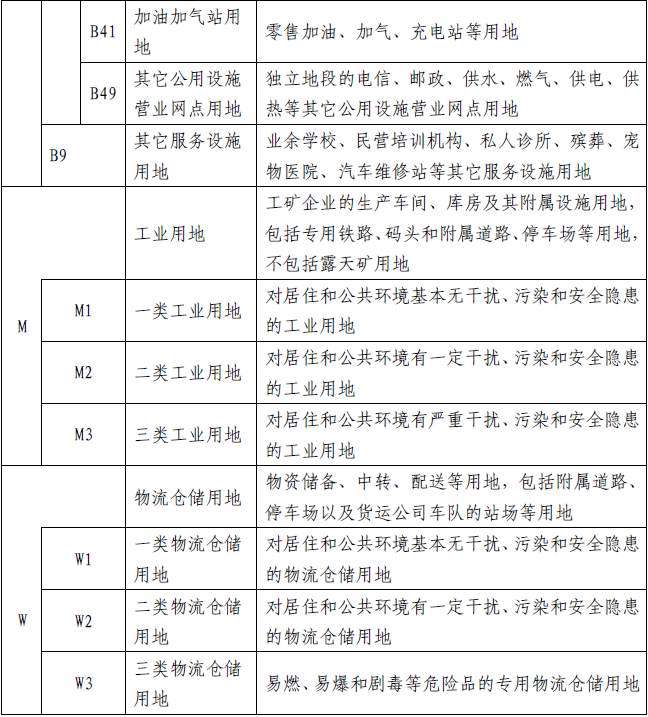 B41
加油加气站用
地
零售加油、加气、充电站等用地
B49
其它公用设施
营业网点用地
独立地段的电信、邮政、供水、燃气、供电、供
热等其它公用设施营业网点用地
B9
其它服务设施
用地
业余学校、民营培训机构、私人诊所、殡葬、宠
物医院、汽车维修站等其它服务设施用地
M
工业用地
工矿企业的生产车间、库房及其附属设施用地，
包括专用铁路、码头和附属道路、停车场等用地，
不包括露天矿用地
M1
一类工业用地
对居住和公共环境基本无干扰、污染和安全隐患
的工业用地
M2
二类工业用地
对居住和公共环境有一定干扰、污染和安全隐患
的工业用地
M3
三类工业用地
对居住和公共环境有严重干扰、污染和安全隐患
的工业用地
W
物流仓储用地
物资储备、中转、配送等用地，包括附属道路、
停车场以及货运公司车队的站场等用地
W1
一类物流仓储
用地
对居住和公共环境基本无干扰、污染和安全隐患
的物流仓储用地
W2
二类物流仓储
用地
对居住和公共环境有一定干扰、污染和安全隐患
的物流仓储用地
W3
三类物流仓储
用地
易燃、易爆和剧毒等危险品的专用物流仓储用地